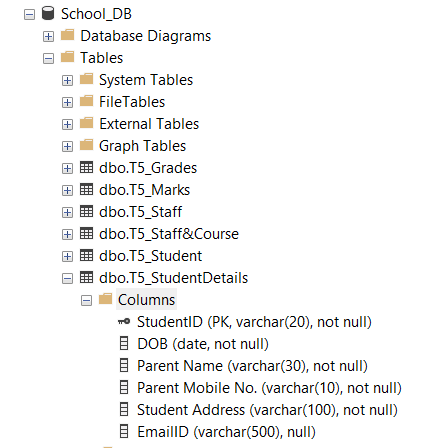 School_DB
Database Diagrams
Tables
System Tables
FileTables
External Tables
Graph Tables
dbo.T5_Grades
dbo.T5_Marks
dbo.T5_Staff
dbo.T5_Staff&Course
dbo.T5_Student
dbo.T5_StudentDetails
Columns
StudentID (PK, varchar(20), not null)
DOB (date, not null)
Parent Name (varchar(30), not null)
Parent Mobile No. (varchar(10), not null)
Student Address (varchar(100), not null)
EmailID (varchar(500), null)